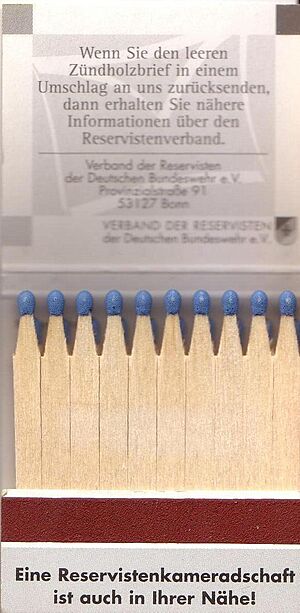 Wenn Sie den leeren
Zündholzbrief in einem
Umschlag an uns zurücksenden,
dann erhalten Sie nähere
Informationen über den
Reservistenverband.
Verband der Reservisten
der Deutschen Bundeswehr e.V.
Provinzialstraße 91
53127 Bonn
VERBAND DER RESERVISTEN
der Deutschen Bundeswehr e.V.
Eine Reservistenkameradschaft
ist auch in Ihrer Nähe!